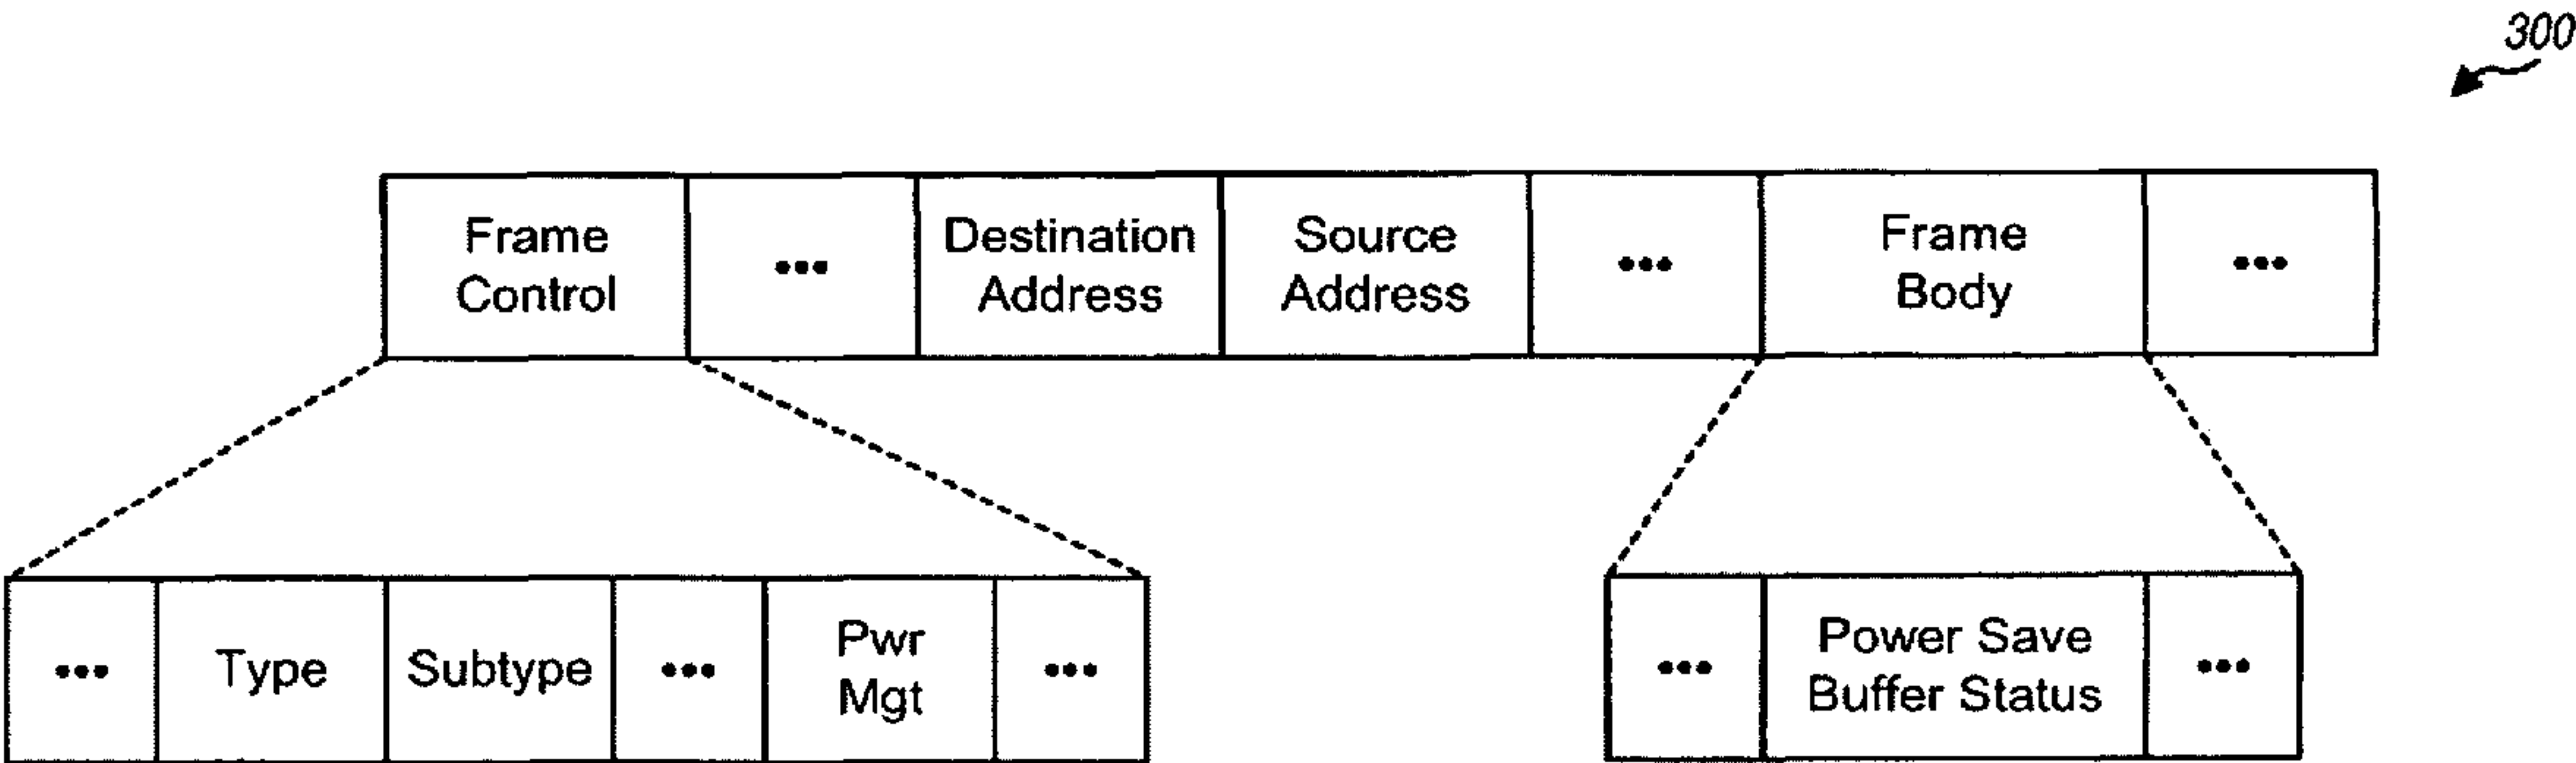 300
Frame
Control
•••
Destination
Address
Source
Address
•••
Frame
Body
•••
•••
Type
Subtype
•••
Pwr
Mgt
•••
•••
Power Save
Buffer Status
•••